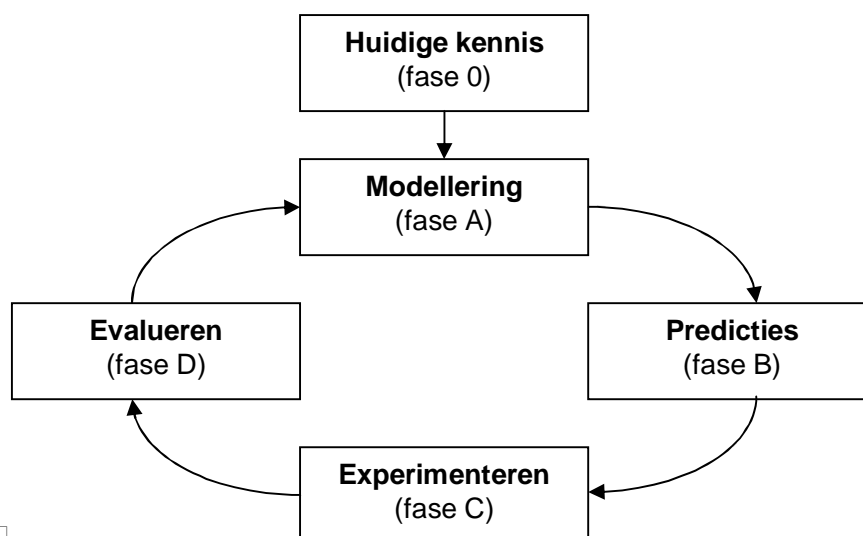 Huidige kennis
(fase 0)
Modellering
(fase A)
Evalueren
(fase D)
Predicties
(fase B)
Experimenteren
(fase C)